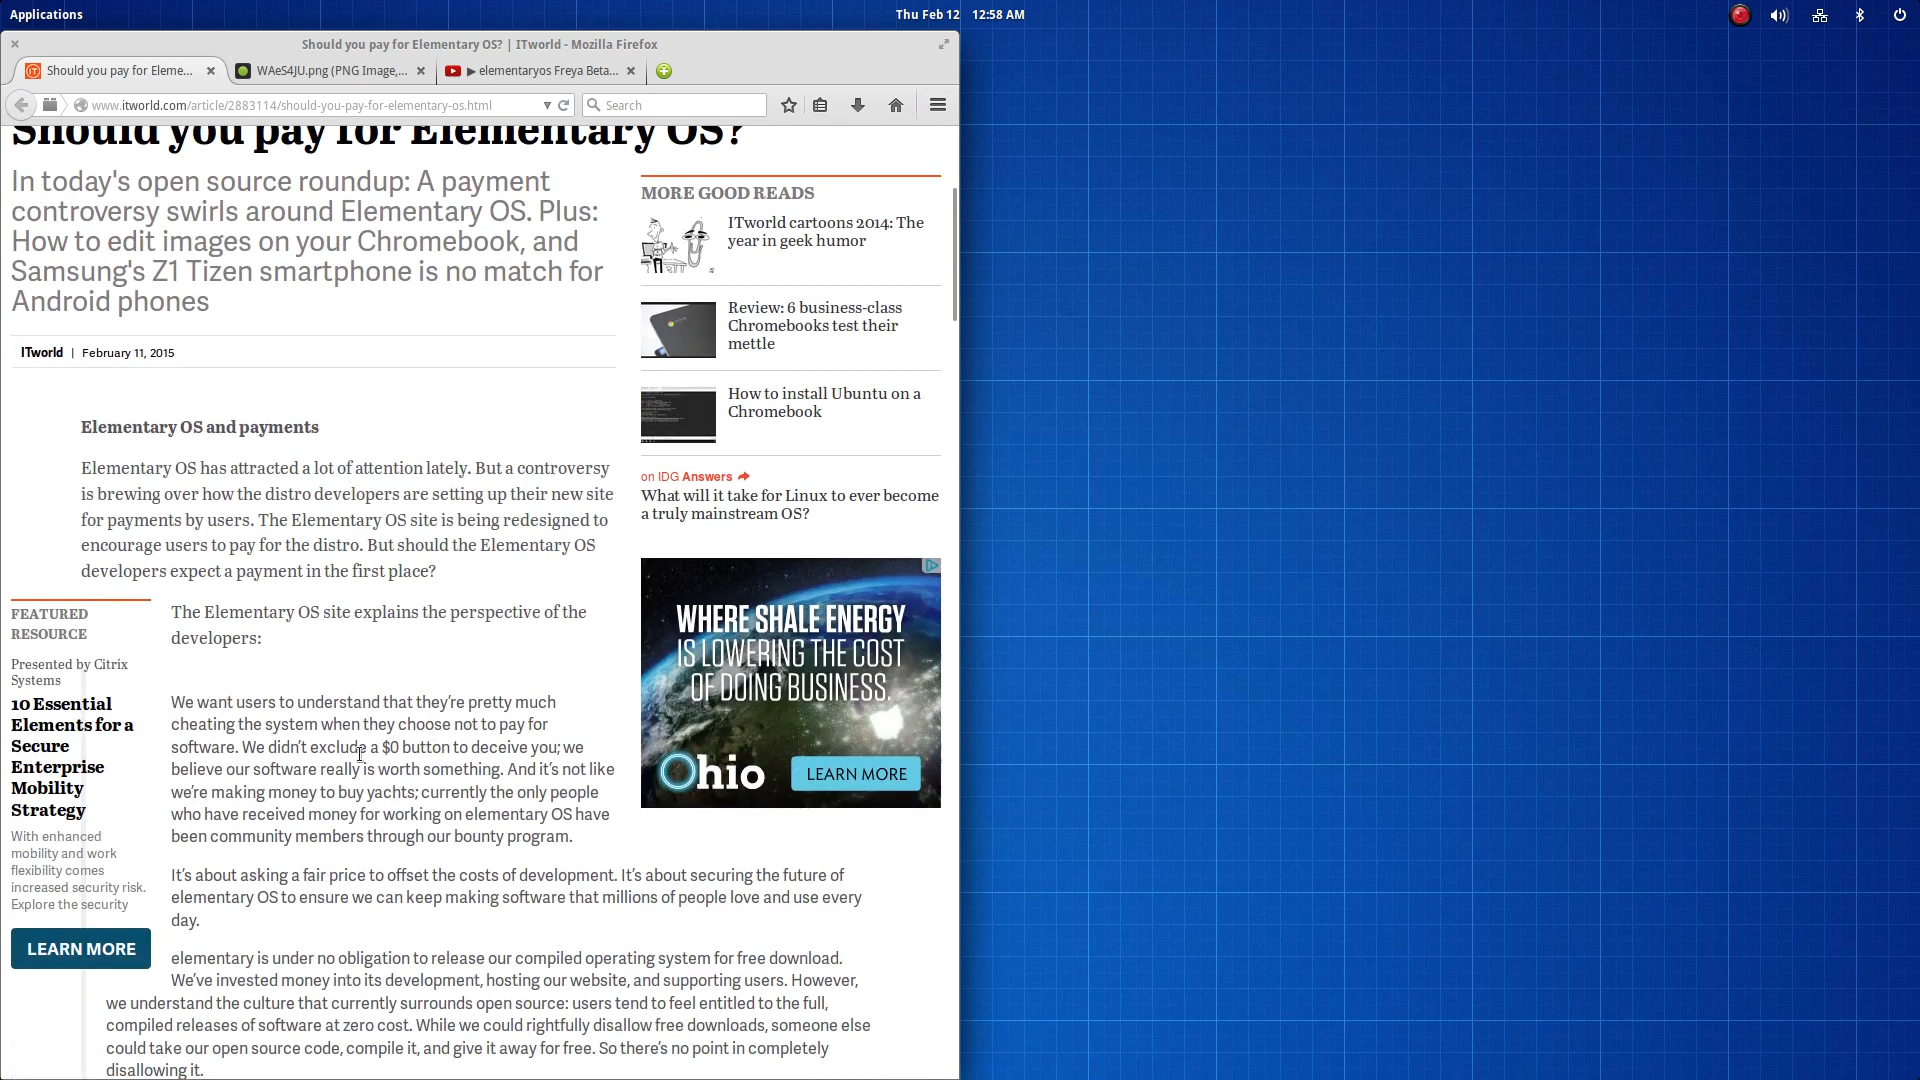 Applications
Thu Feb 12 12:58 AM
Should you pay for Elementary OS? | ITworld - Mozilla Firefox
Should you pay for Eleme...
WAeS4JU.png (PNG Image,...
▶ elementaryos Freya Beta...
www.itworld.com/article/2883114/should-you-pay-for-elementary-os.html
Search
Should you pay for Elementary OS?
In today's open source roundup: A payment
controversy swirls around Elementary OS. Plus:
How to edit images on your Chromebook, and
Samsung's Z1 Tizen smartphone is no match for
Android phones
ITworld | February 11, 2015
Elementary OS and payments
Elementary OS has attracted a lot of attention lately. But a controversy
is brewing over how the distro developers are setting up their new site
for payments by users. The Elementary OS site is being redesigned to
encourage users to pay for the distro. But should the Elementary OS
developers expect a payment in the first place?
FEATURED
RESOURCE
Presented by Citrix
Systems
10 Essential
Elements for a
Secure
Enterprise
Mobility
Strategy
With enhanced
mobility and work
flexibility comes
increased security risk.
Explore the security
LEARN MORE
The Elementary OS site explains the perspective of the
developers:
We want users to understand that they're pretty much
cheating the system when they choose not to pay for
software. We didn't exclude a $0 button to deceive you; we
believe our software really is worth something. And it's not like
we're making money to buy yachts; currently the only people
who have received money for working on elementary OS have
been community members through our bounty program.
It's about asking a fair price to offset the costs of development. It's about securing the future of
elementary OS to ensure we can keep making software that millions of people love and use every
day.
elementary is under no obligation to release our compiled operating system for free download.
We've invested money into its development, hosting our website, and supporting users. However,
we understand the culture that currently surrounds open source: users tend to feel entitled to the full,
compiled releases of software at zero cost. While we could rightfully disallow free downloads, someone else
could take our open source code, compile it, and give it away for free. So there's no point in completely
disallowing it.
MORE GOOD READS
ITworld cartoons 2014: The
year in geek humor
Review: 6 business-class
Chromebooks test their
mettle
How to install Ubuntu on a
Chromebook
on IDG Answers
What will it take for Linux to ever become
a truly mainstream OS?
WHERE SHALE ENERGY
IS LOWERING THE COST
OF DOING BUSINESS.
Ohio
LEARN MORE